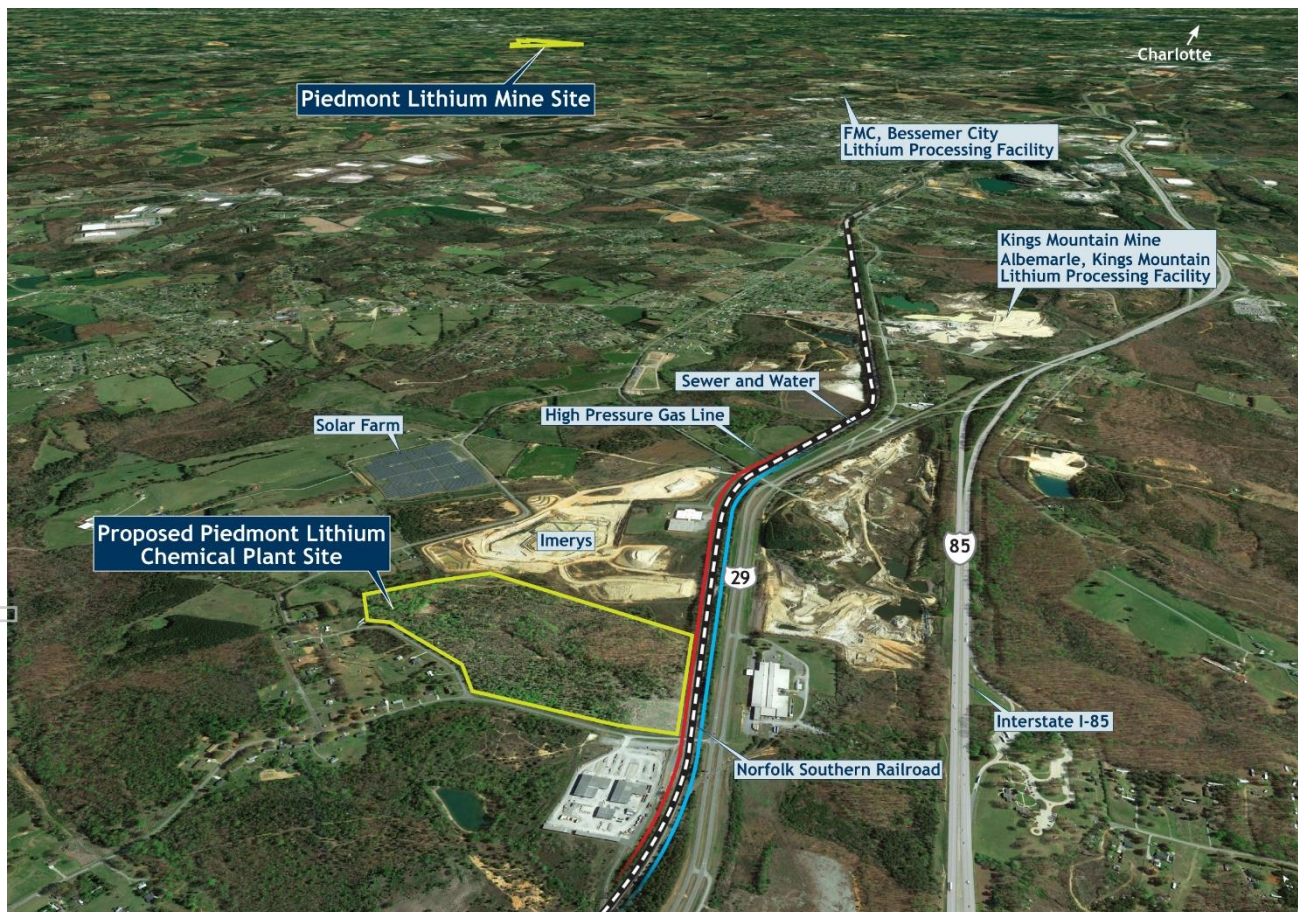 Charlotte
Piedmont Lithium Mine Site
FMC, Bessemer City
Lithium Processing Facility
Kings Mountain Mine
Albemarle, Kings Mountain
Lithium Processing Facility
Sewer and Water
High Pressure Gas Line
Solar Farm
Proposed Piedmont Lithium
Chemical Plant Site
Imerys
85
29
Interstate I-85
Norfolk Southern Railroad